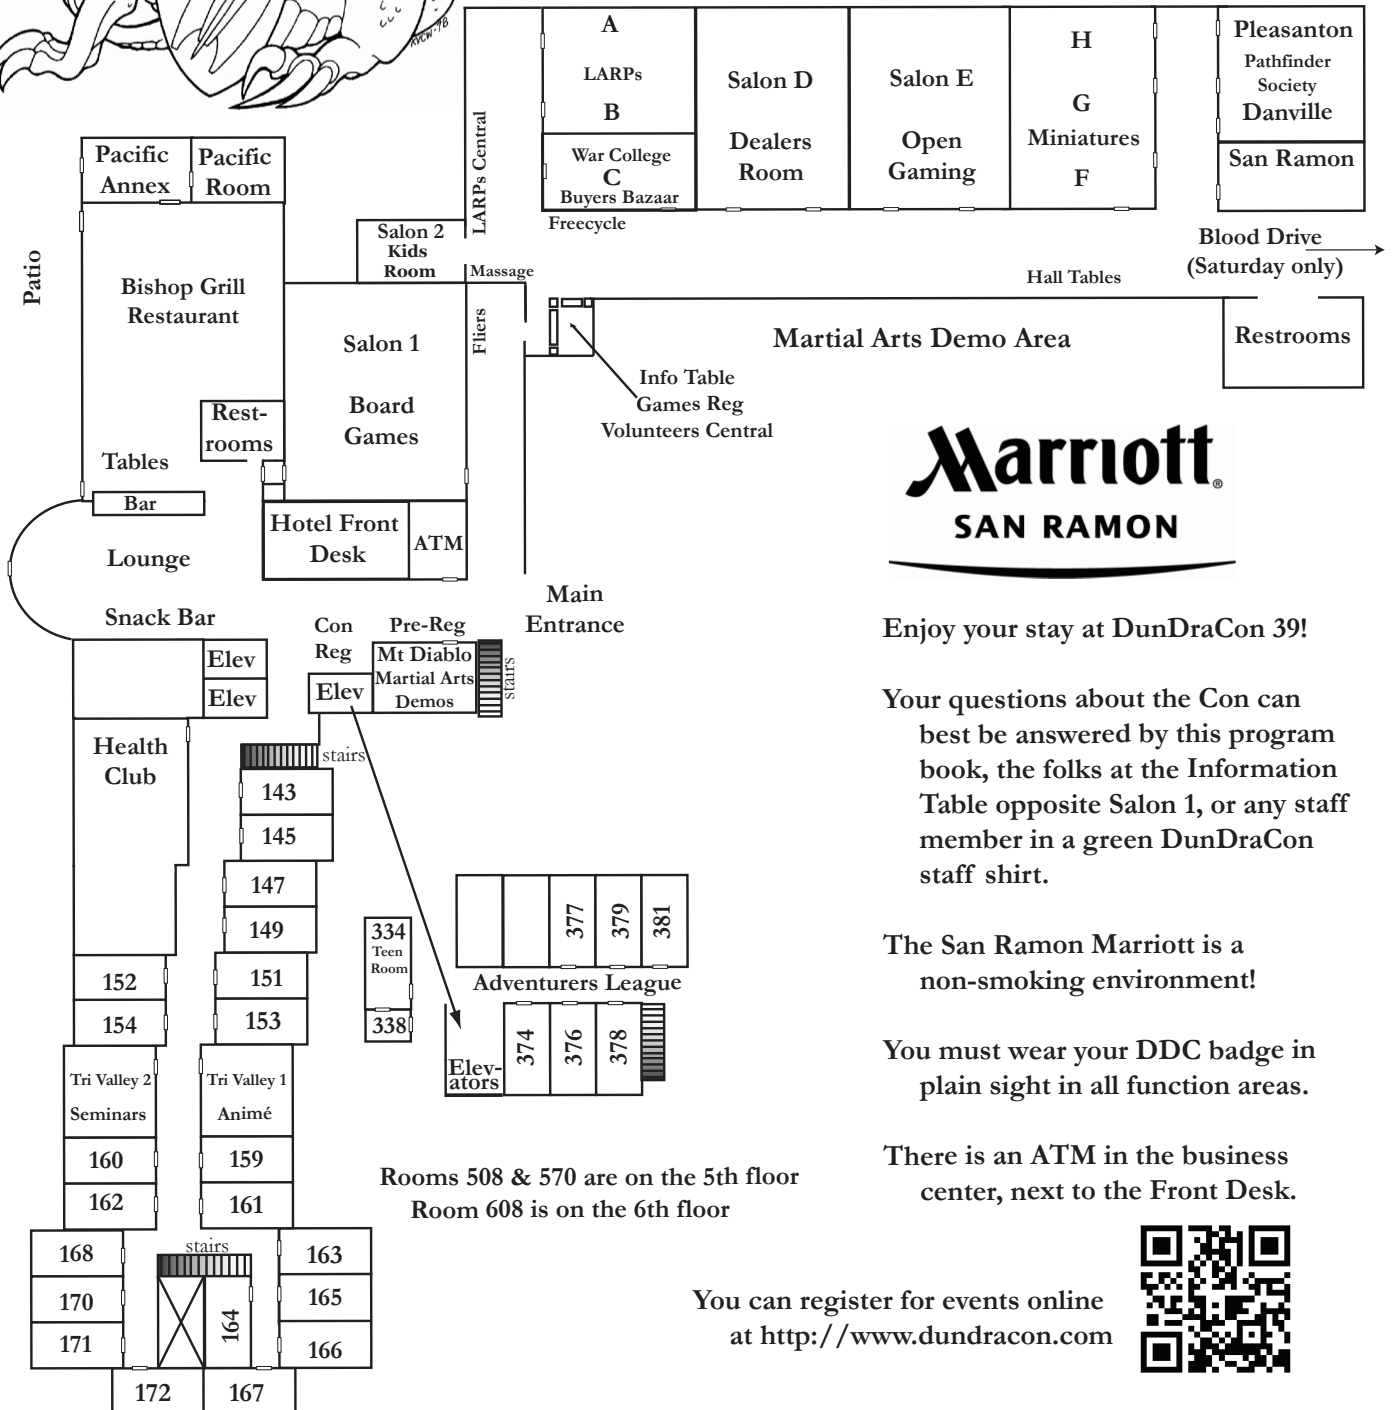 RVCW-'98
A
LARPs
B
War College
C
Buyers Bazaar
Freecycle
Salon D
Dealers
Room
Salon E
Open
Gaming
H
G
Miniatures
F
Pleasanton
Pathfinder
Society
Danville
San Ramon
Blood Drive
(Saturday only)
Hall Tables
LARPs Central
Pacific
Annex
Pacific
Room
Patio
Bishop Grill
Restaurant
Salon 2
Kids
Room
Massage
Fliers
Salon 1
Board
Games
Martial Arts Demo Area
Restrooms
Info Table
Games Reg
Volunteers Central
Rest-
rooms
Tables
Bar
Lounge
Hotel Front
Desk
ATM
Snack Bar
Main
Entrance
Con
Reg
Pre-Reg
Mt Diablo
Martial Arts
Demos
stairs
Elev
Elev
Elev
Health
Club
stairs
143
145
147
149
152
151
154
153
Tri Valley 2
Seminars
Tri Valley 1
Animé
160
159
162
161
168
stairs
163
170
164
165
171
166
172
167
334
Teen
Room
338
377
379
381
Adventurers League
Elev-
ators
374
376
378
Rooms 508 & 570 are on the 5th floor
Room 608 is on the 6th floor
Marriott®
SAN RAMON
Enjoy your stay at DunDraCon 39!
Your questions about the Con can
best be answered by this program
book, the folks at the Information
Table opposite Salon 1, or any staff
member in a green DunDraCon
staff shirt.
The San Ramon Marriott is a
non-smoking environment!
You must wear your DDC badge in
plain sight in all function areas.
There is an ATM in the business
center, next to the Front Desk.
You can register for events online
at http://www.dundracon.com